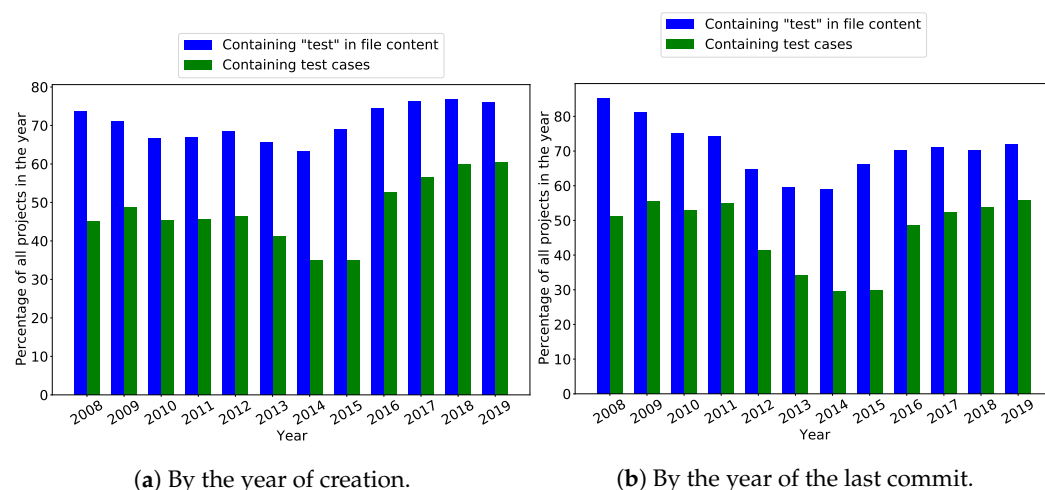 Containing "test" in file content
Containing test cases
Percentage of all projects in the year
80
70
60
50
40
30
20
10
0
2008 2009 2010 2011 2012 2013 2014 2015 2016 2017 2018 2019
Year
(a) By the year of creation.
Containing "test" in file content
Containing test cases
Percentage of all projects in the year
80
70
60
50
40
30
20
10
0
2008 2009 2010 2011 2012 2013 2014 2015 2016 2017 2018 2019
Year
(b) By the year of the last commit.